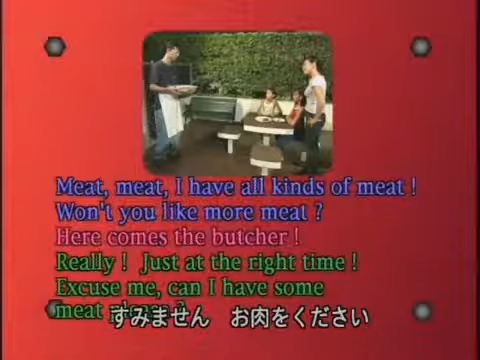 Meat, meat, I have all kinds of meat !
Won't you like more meat ?
Here comes the butcher !
Really ! Just at the right time !
Excuse me, can I have some
meat
すみません お肉をください